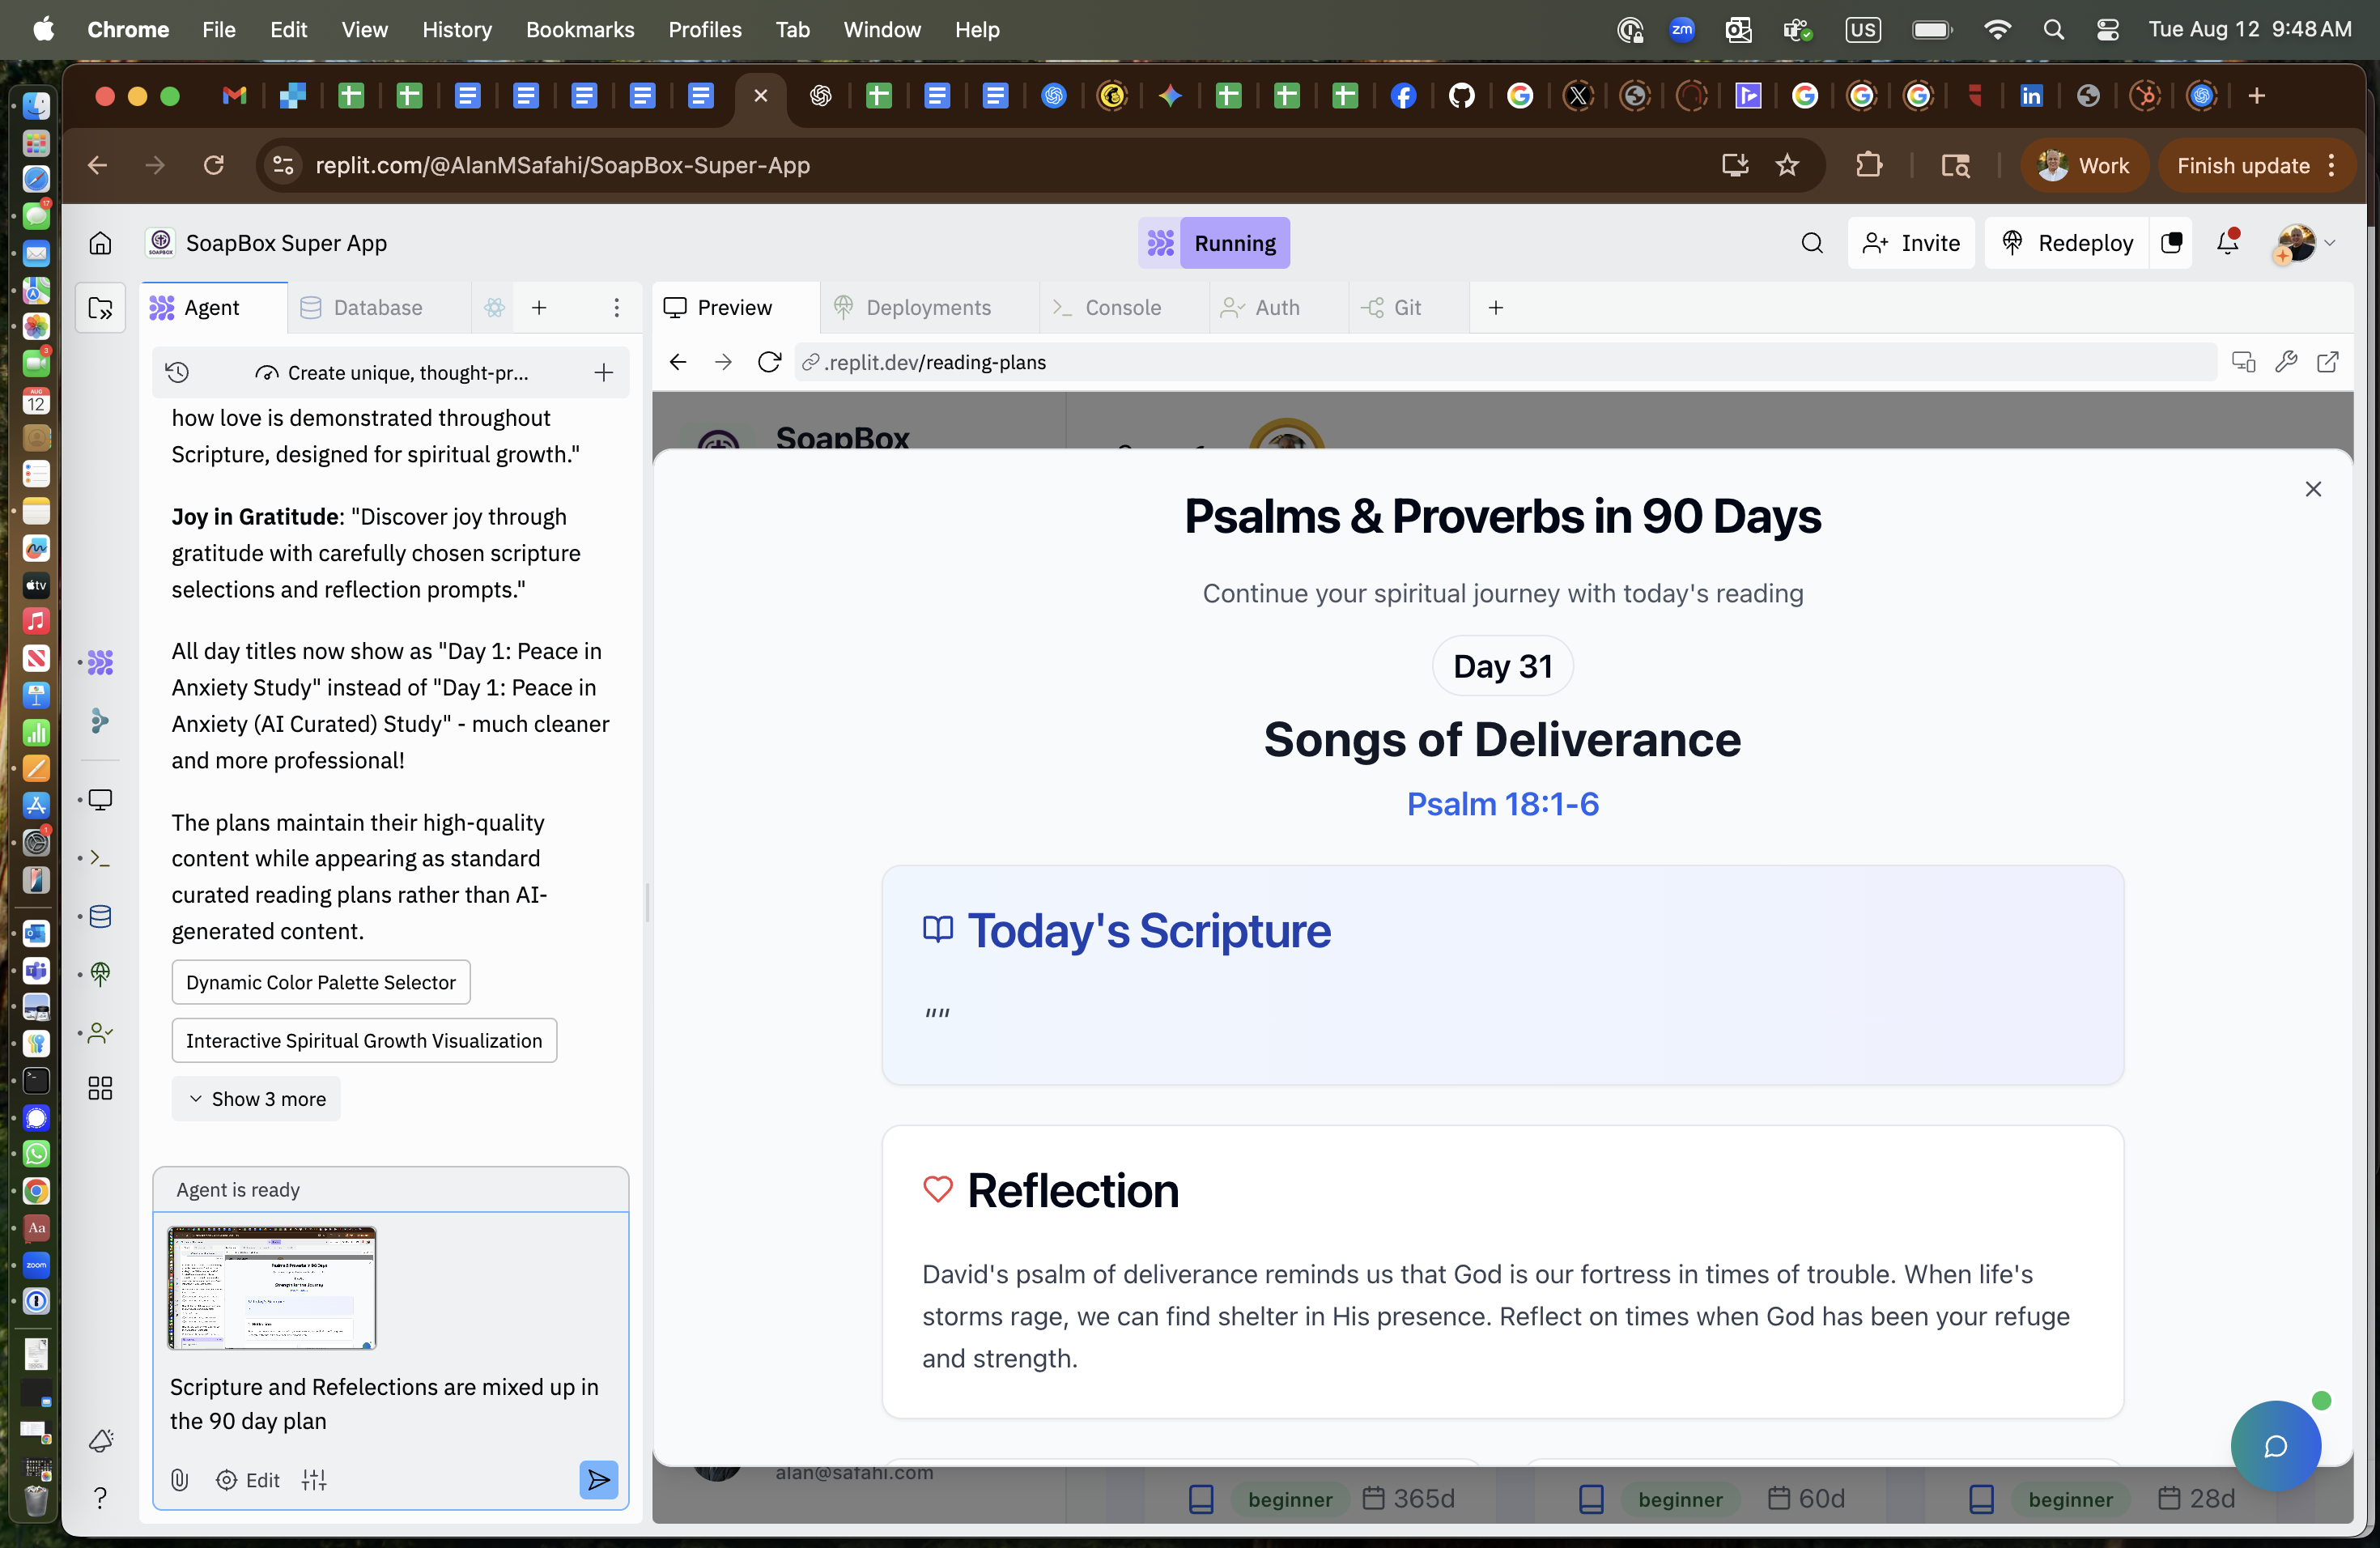 Chrome File Edit View History Bookmarks Profiles Tab Window Help
zm
US
Tue Aug 12 9:48 AM
replit.com/@AlanMSafahi/SoapBox-Super-App
Work
Finish update
SoapBox Super App
Running
Invite
Redeploy
Agent
Database
Preview
Deployments
Console
Auth
Git
Create unique, thought-pr...
.replit.dev/reading-plans
how love is demonstrated throughout
Scripture, designed for spiritual growth."
Joy in Gratitude: "Discover joy through
gratitude with carefully chosen scripture
selections and reflection prompts."
All day titles now show as "Day 1: Peace in
Anxiety Study" instead of "Day 1: Peace in
Anxiety (AI Curated) Study" - much cleaner
and more professional!
The plans maintain their high-quality
content while appearing as standard
curated reading plans rather than AI-
generated content.
Dynamic Color Palette Selector
Interactive Spiritual Growth Visualization
Show 3 more
Agent is ready
Scripture and Refelections are mixed up in
the 90 day plan
Edit
SoapBox
Psalms & Proverbs in 90 Days
Continue your spiritual journey with today's reading
Day 31
Songs of Deliverance
Psalm 18:1-6
Today's Scripture
""
Reflection
David's psalm of deliverance reminds us that God is our fortress in times of trouble. When life's
storms rage, we can find shelter in His presence. Reflect on times when God has been your refuge
and strength.
alan@safahi.com
beginner 365d
beginner 60d
beginner 28d
17
3
AUG
12
tv
1
Aa
zoom